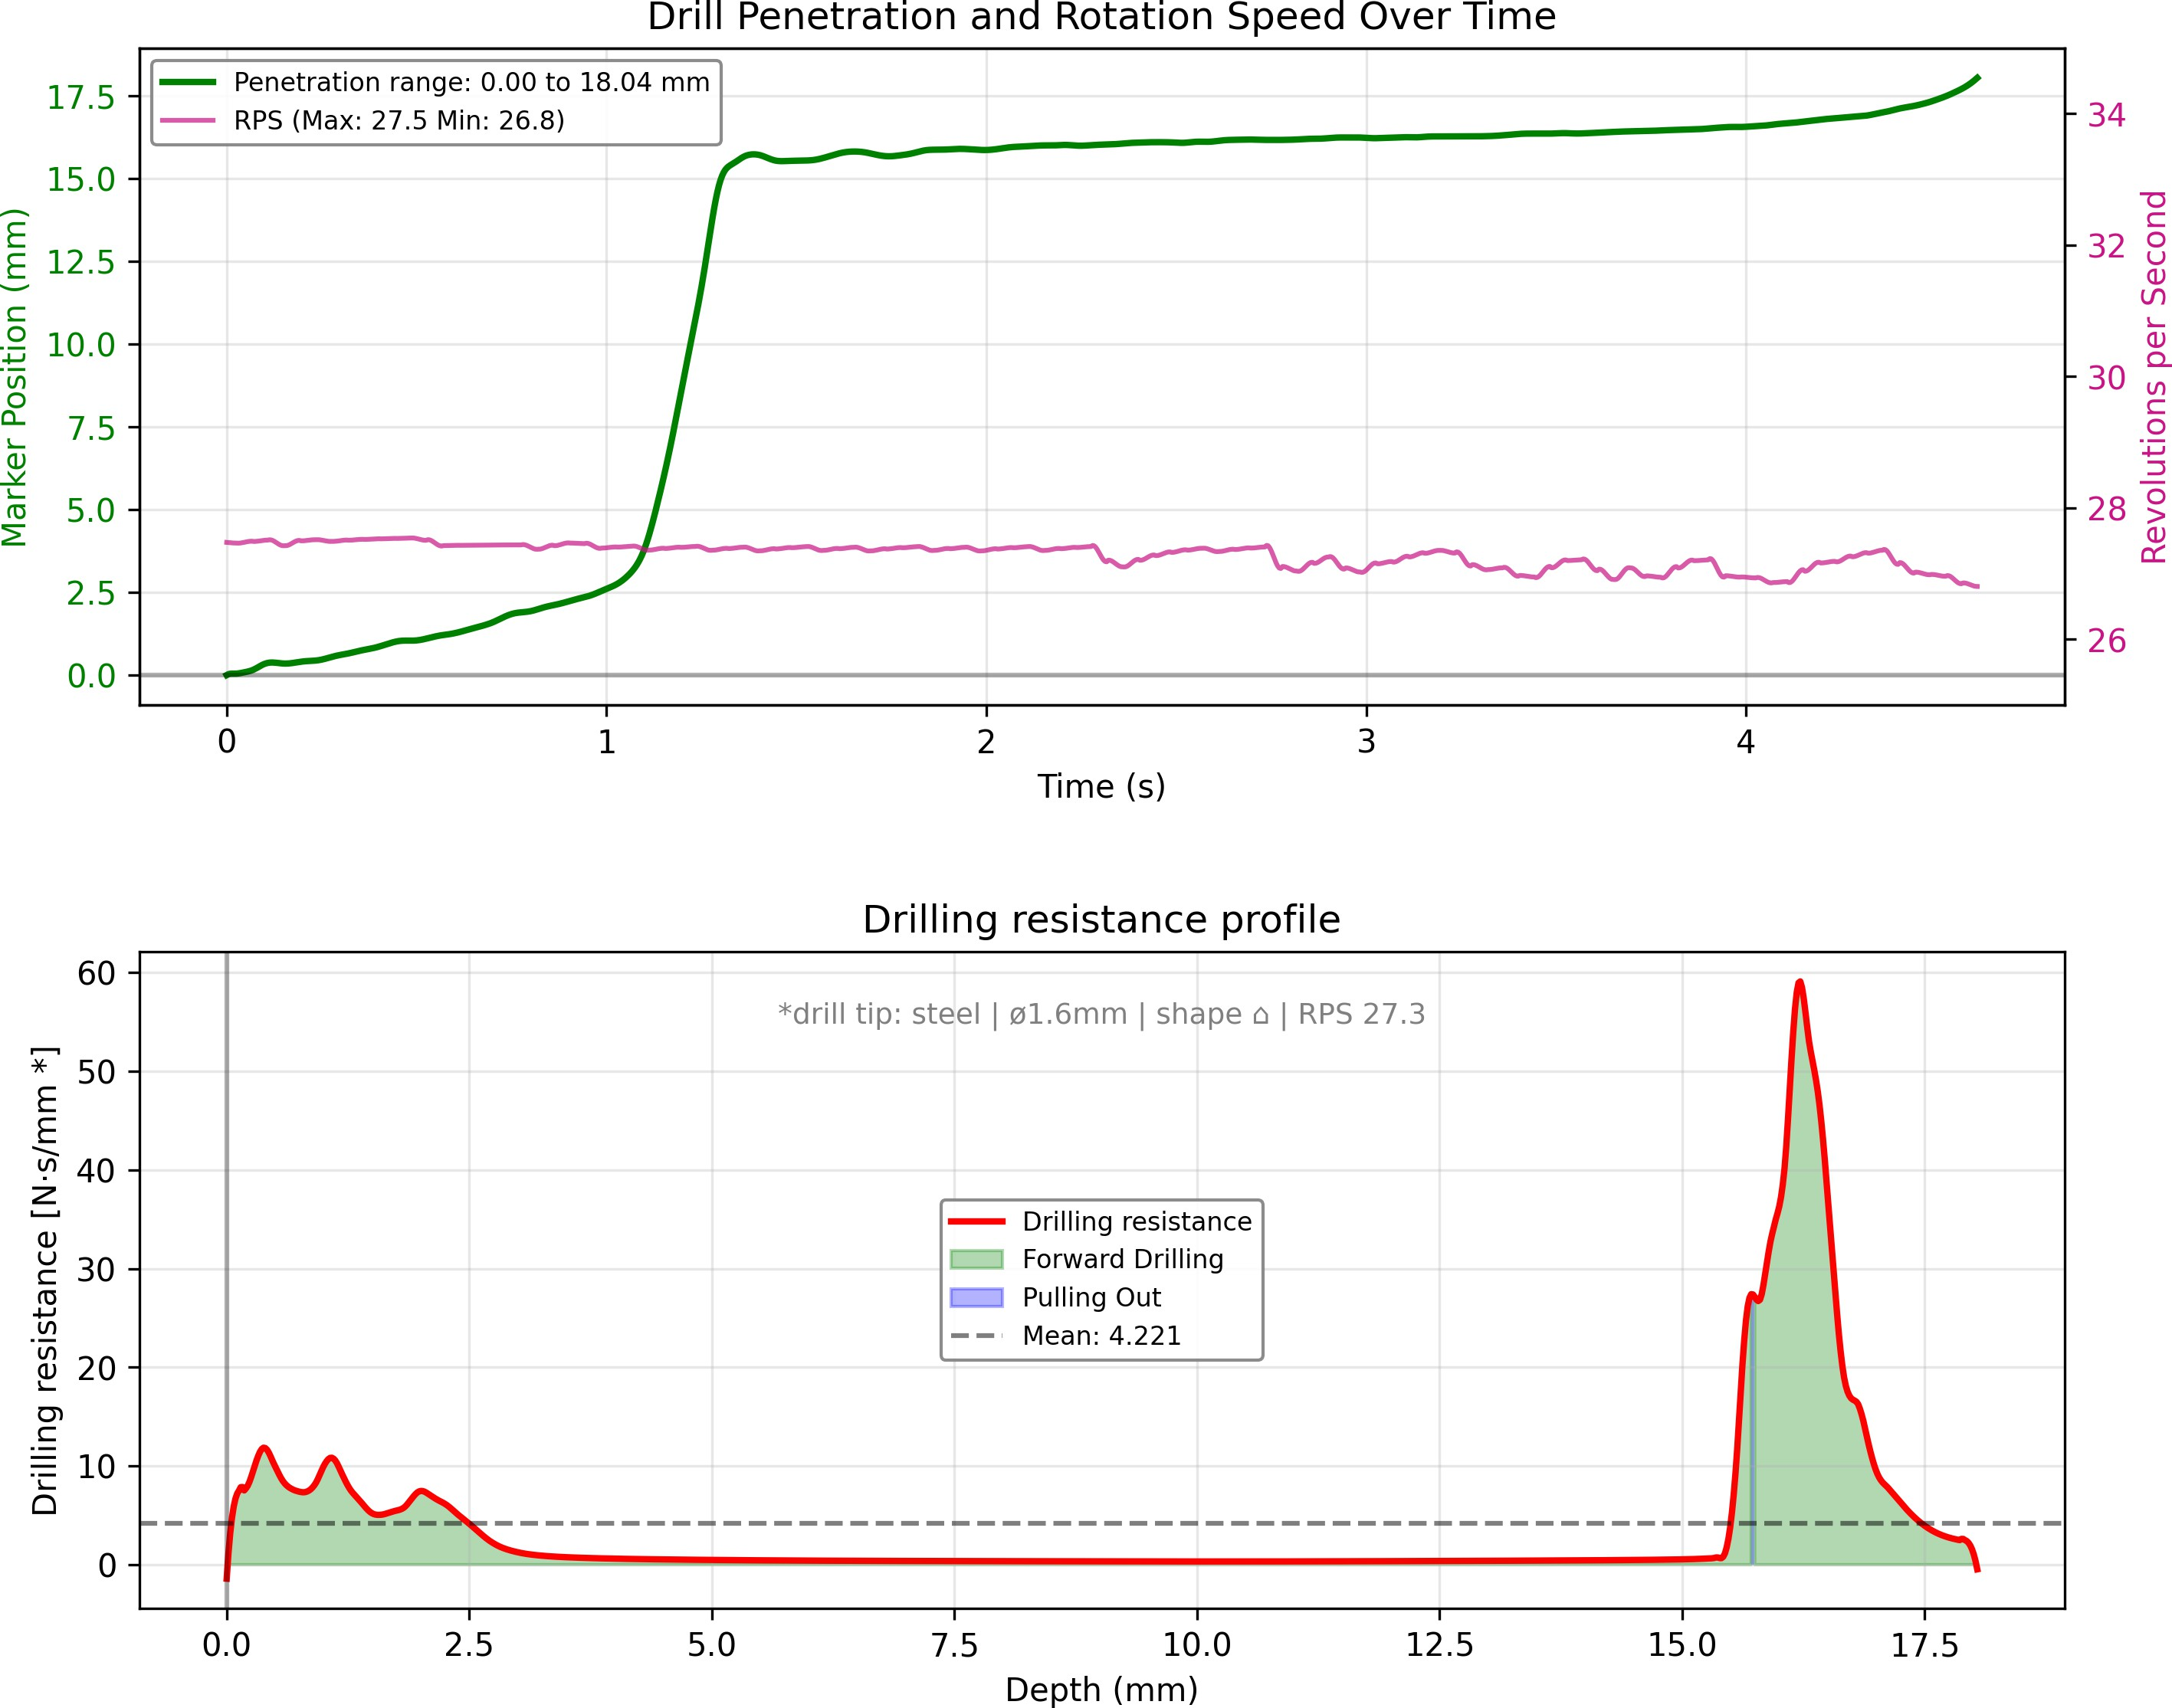 Drill Penetration and Rotation Speed Over Time
Penetration range: 0.00 to 18.04 mm
RPS (Max: 27.5 Min: 26.8)
Marker Position (mm)
17.5
15.0
12.5
10.0
7.5
5.0
2.5
0.0
Revolutions per Second
34
32
30
28
26
0 1 2 3 4
Time (s)
Drilling resistance profile
*drill tip: steel | ø1.6mm | shape ⌂ | RPS 27.3
Drilling resistance [N·s/mm *]
60
50
40
30
20
10
0
Drilling resistance
Forward Drilling
Pulling Out
Mean: 4.221
0.0 2.5 5.0 7.5 10.0 12.5 15.0 17.5
Depth (mm)